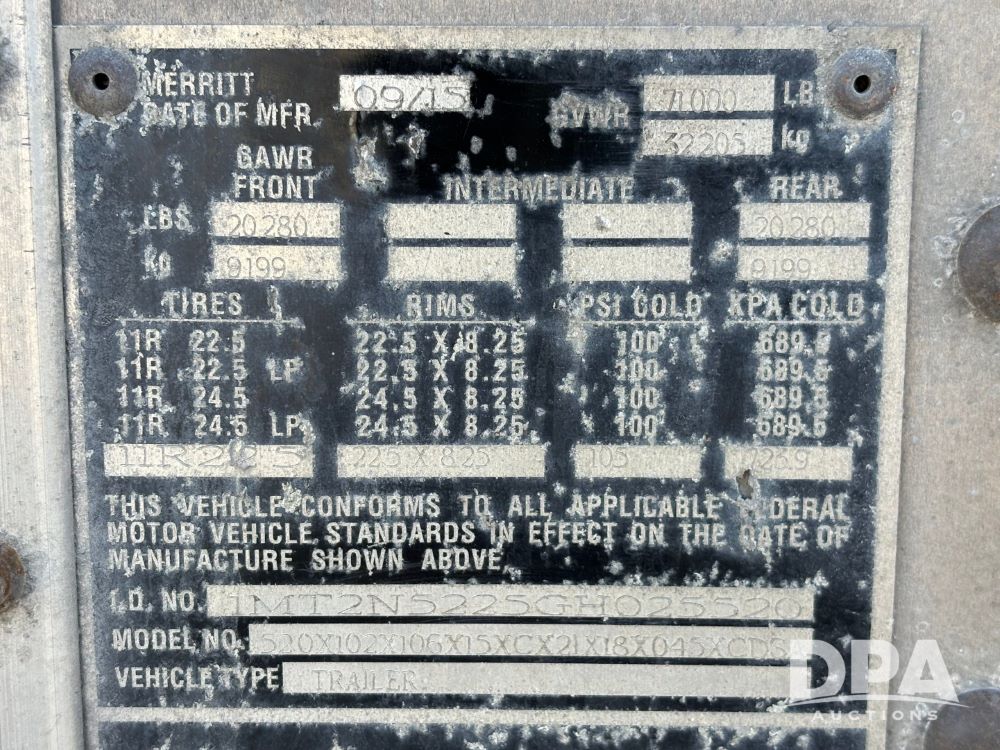 MERRITT
DATE OF MFR. 09/15 GVWR 71000 LB
32205 kg
GAWR
FRONT INTERMEDIATE REAR
LBS 20280 20280
kg 9199 9199
TIRES RIMS PSI COLD KPA COLD
11R 22.5 22.5 X 8.25 100 689.5
11R 22.5 LP 22.5 X 8.25 100 689.5
11R 24.5 24.5 X 8.25 100 689.5
11R 24.5 LP 24.5 X 8.25 100 689.5
11R22.5 22.5 X 8.25 105 723.9
THIS VEHICLE CONFORMS TO ALL APPLICABLE FEDERAL
MOTOR VEHICLE STANDARDS IN EFFECT ON THE DATE OF
MANUFACTURE SHOWN ABOVE.
I.D. NO. 1MT2N5225GH025520
MODEL NO. 520X102X106X15XCX21X18X045XCDS
VEHICLE TYPE TRAILER
DPA
AUCTIONS